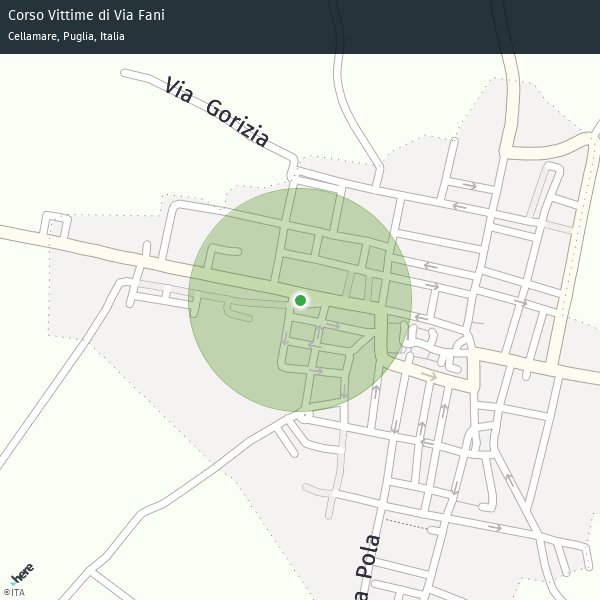 Corso Vittime di Via Fani
Cellamare, Puglia, Italia
Via Gorizia
a Pola
here
©ITA